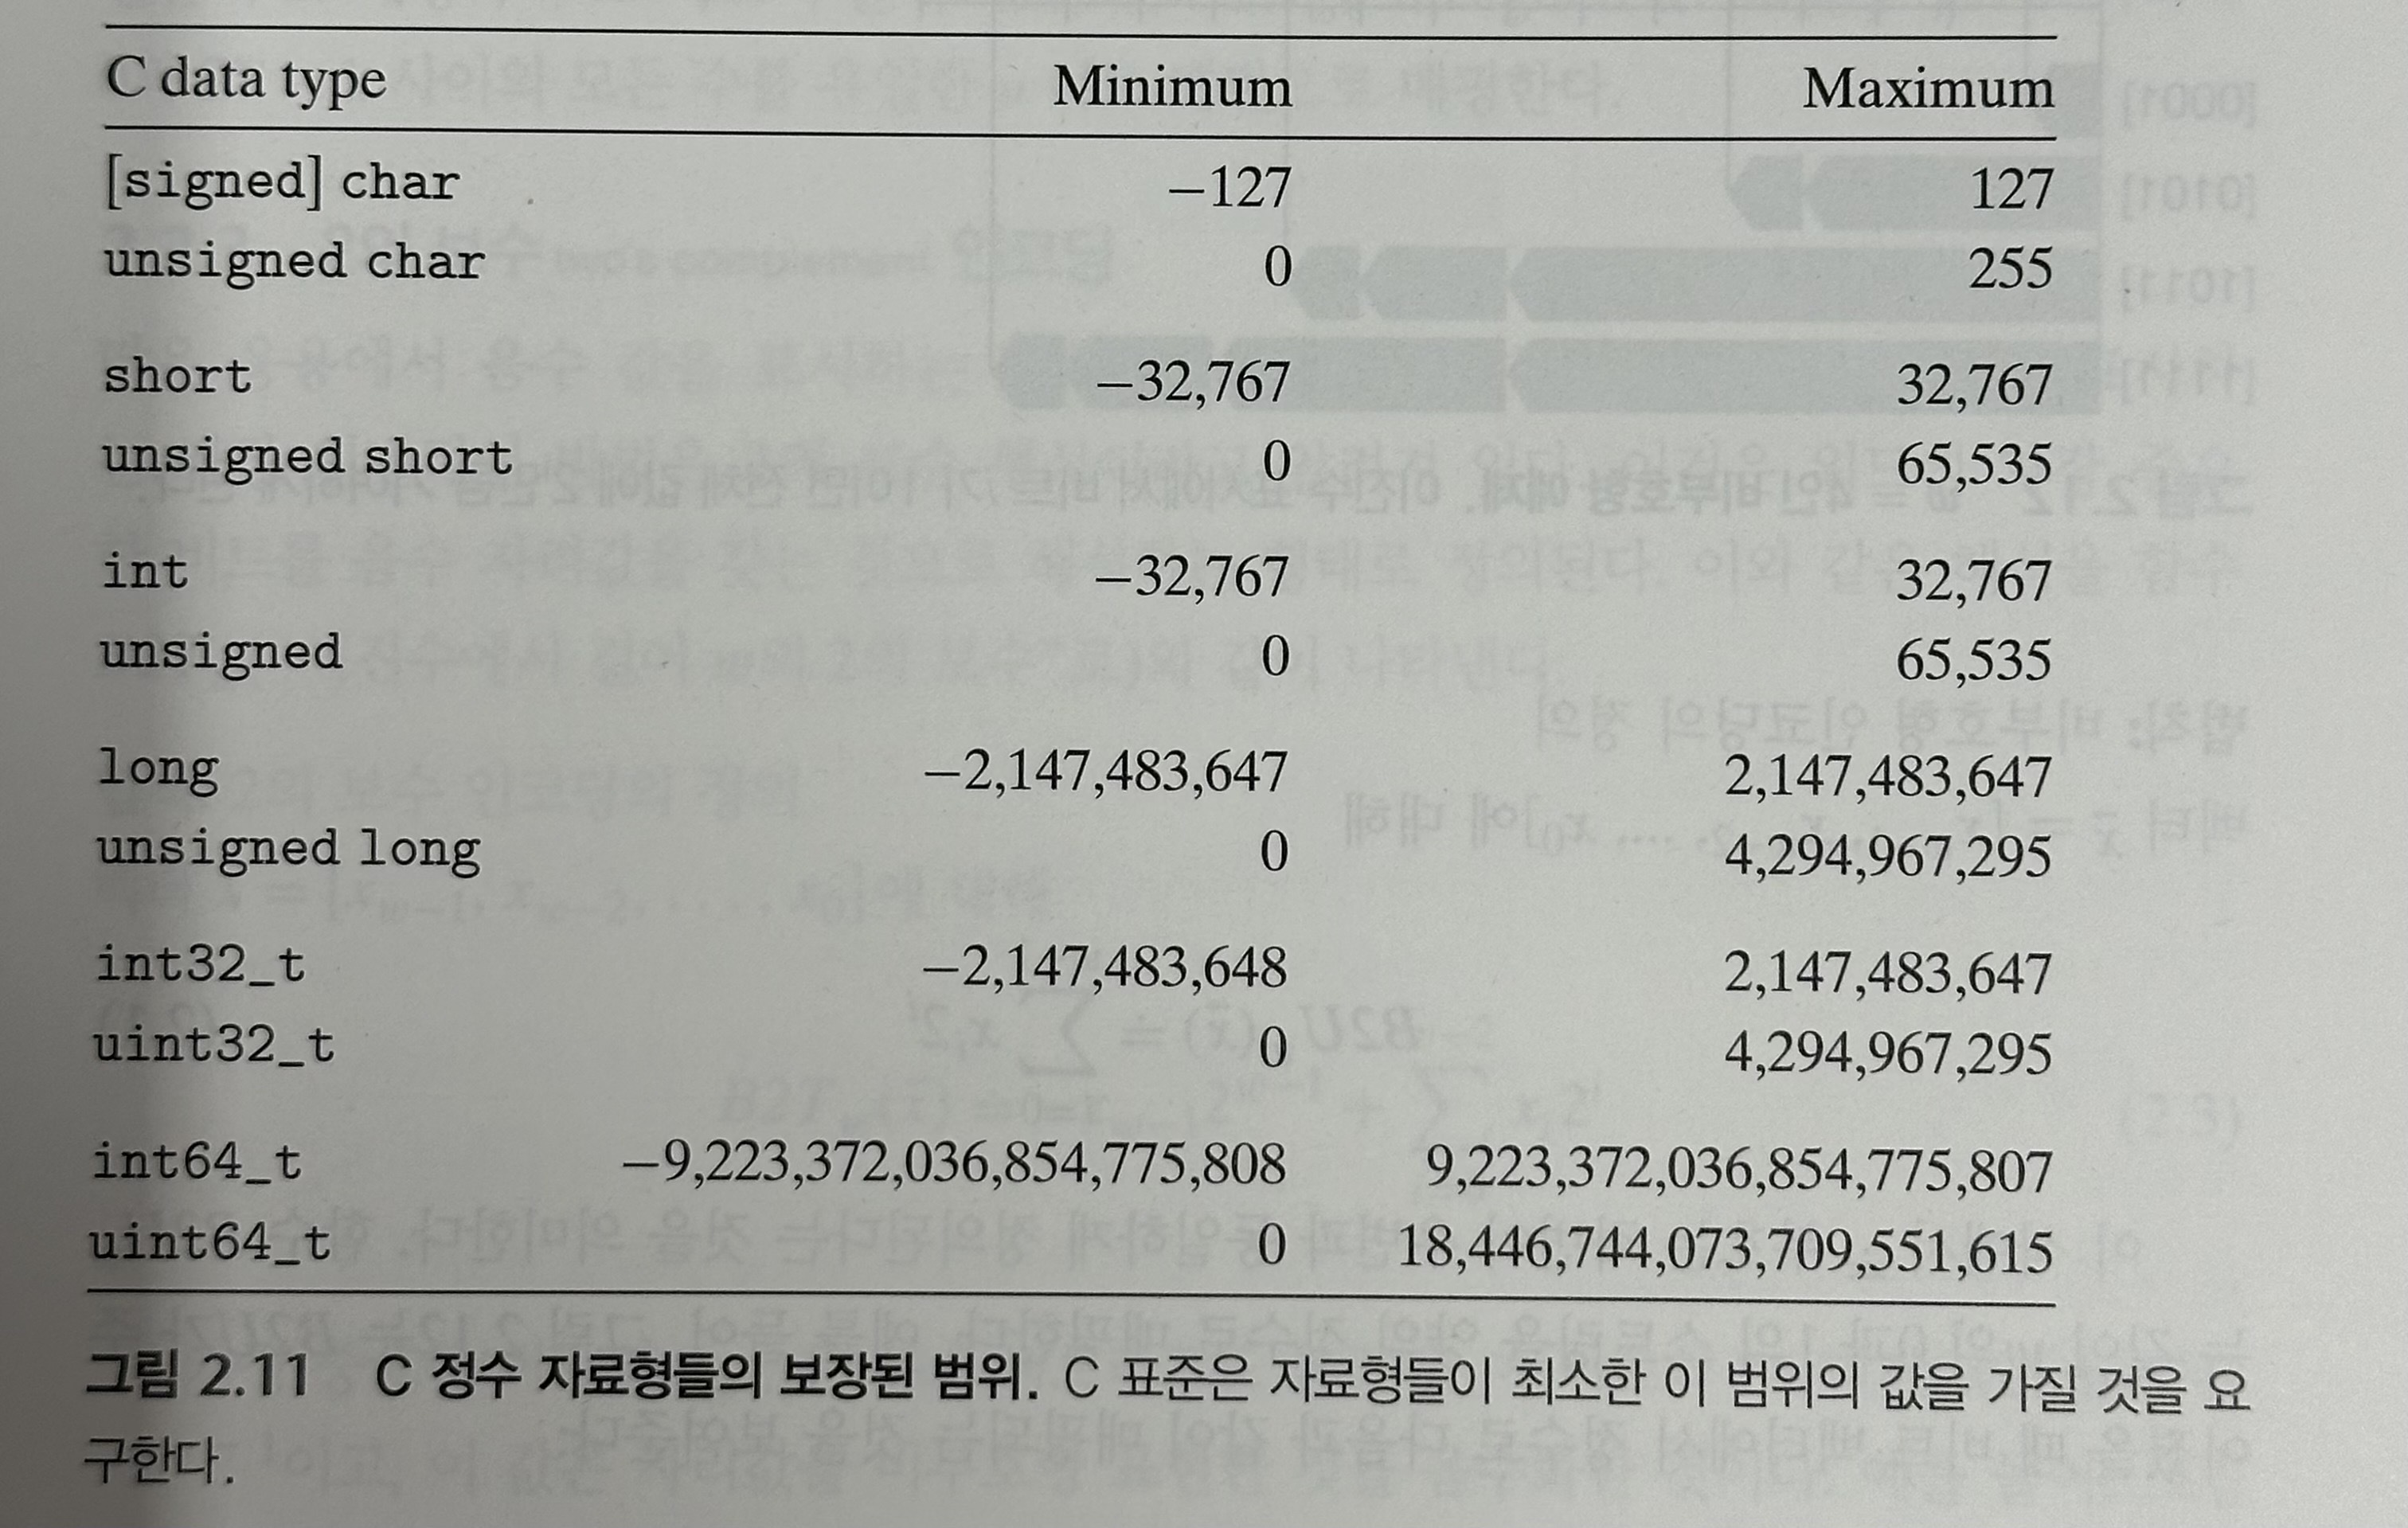 C data type Minimum Maximum
[signed] char −127 127
unsigned char 0 255
short −32,767 32,767
unsigned short 0 65,535
int −32,767 32,767
unsigned 0 65,535
long −2,147,483,647 2,147,483,647
unsigned long 0 4,294,967,295
int32_t −2,147,483,648 2,147,483,647
uint32_t 0 4,294,967,295
int64_t −9,223,372,036,854,775,808 9,223,372,036,854,775,807
uint64_t 0 18,446,744,073,709,551,615
그림 2.11 C 정수 자료형들의 보장된 범위. C 표준은 자료형들이 최소한 이 범위의 값을 가질 것을 요
구한다.